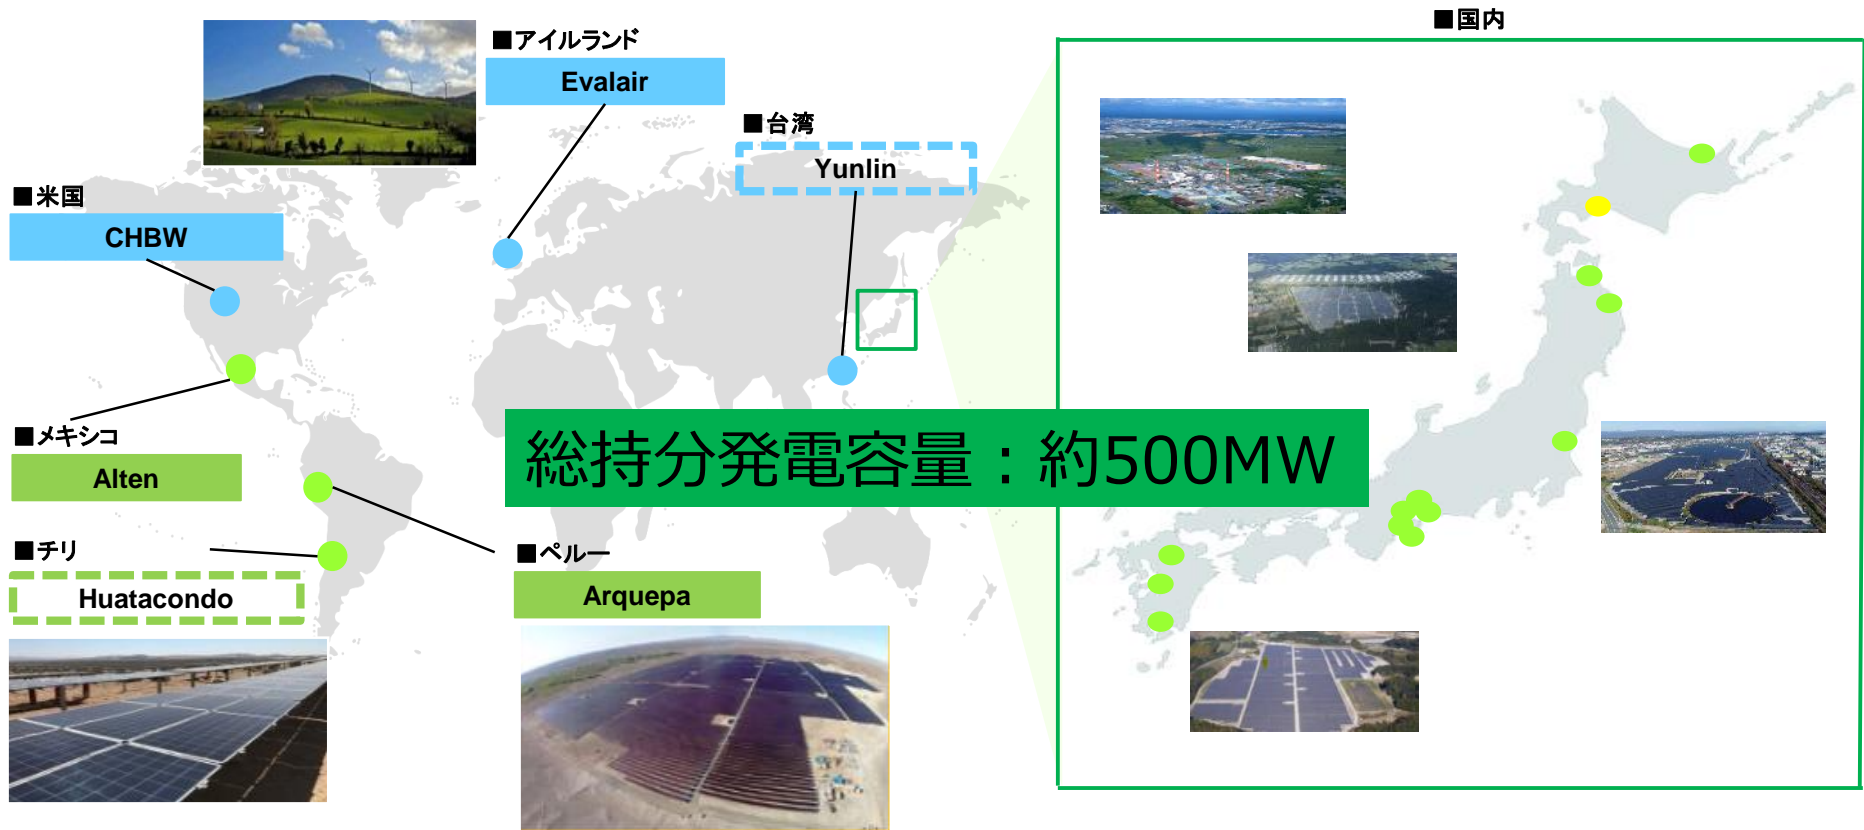 ■国内
■アイルランド
Evalair
■台湾
Yunlin
■米国
CHBW
■メキシコ
Alten
総持分発電容量：約500MW
■チリ
Huatacondo
■ペルー
Arquepa